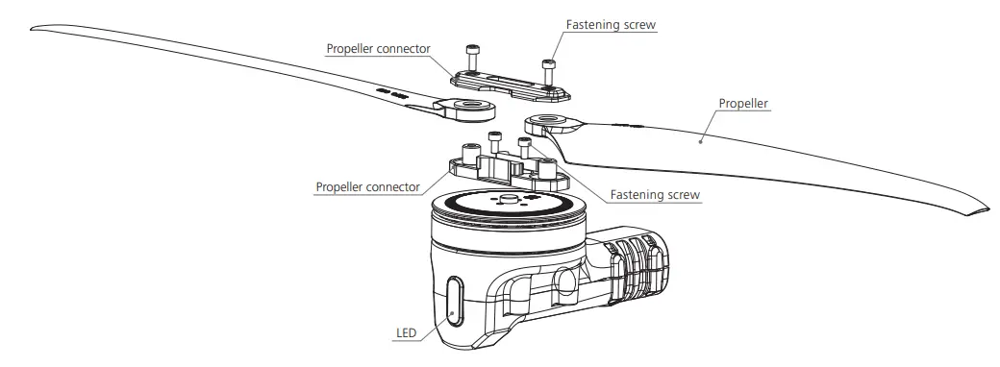 Fastening screw
Propeller connector
Propeller
Propeller connector
Fastening screw
LED